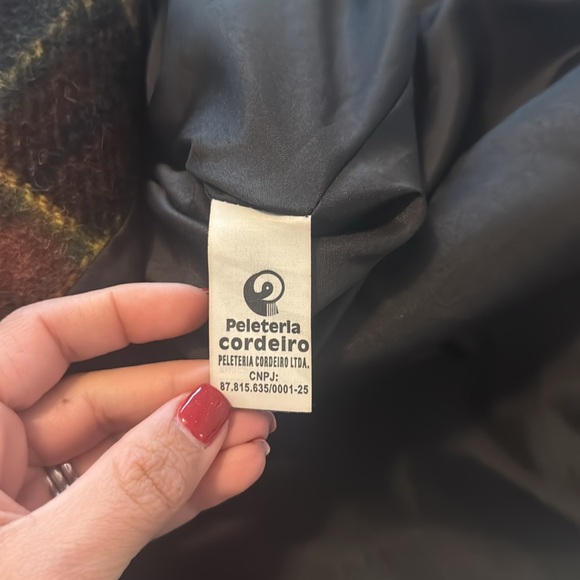 Peleteria
cordeiro
PELETERIA CORDEIRO LTDA.
CNPJ:
87.815.635/0001-25